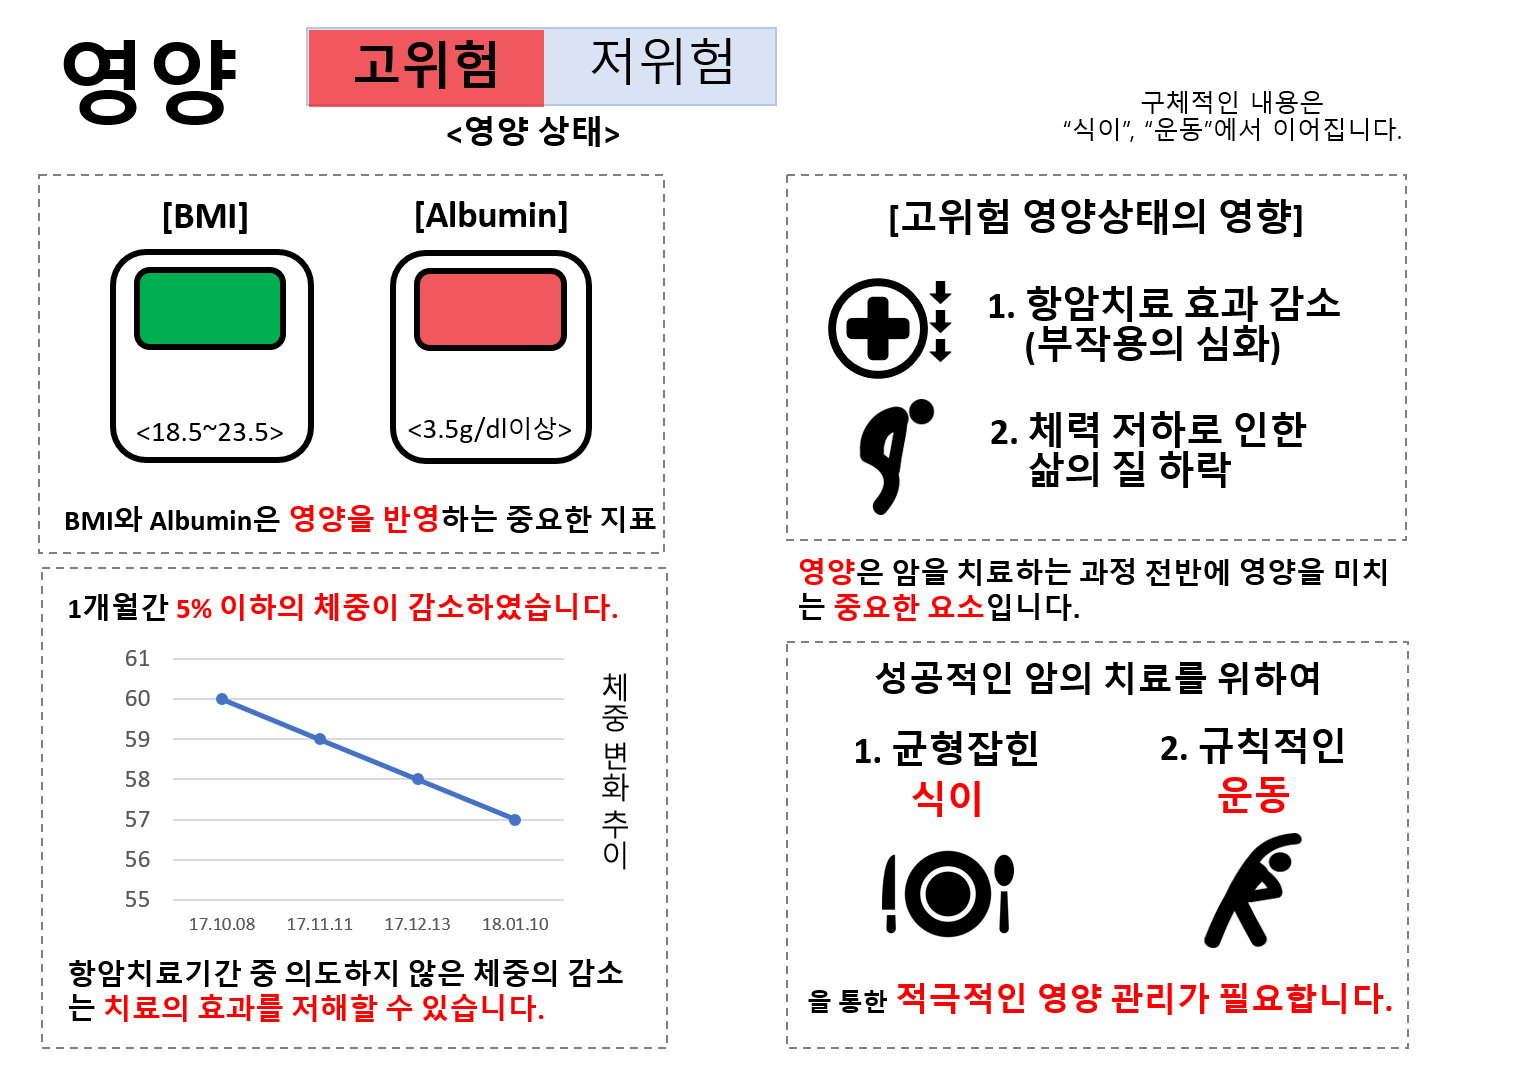 영양
고위험
저위험
<영양 상태>
구체적인 내용은
“식이”, “운동”에서 이어집니다.
[BMI]
[Albumin]
<18.5~23.5>
<3.5g/dl이상>
BMI와 Albumin은 영양을 반영하는 중요한 지표
1개월간 5% 이하의 체중이 감소하였습니다.
61
60
59
58
57
56
55
17.10.08
17.11.11
17.12.13
18.01.10
체중 변화 추이
항암치료기간 중 의도하지 않은 체중의 감소
는 치료의 효과를 저해할 수 있습니다.
[고위험 영양상태의 영향]
1. 항암치료 효과 감소
(부작용의 심화)
2. 체력 저하로 인한
삶의 질 하락
영양은 암을 치료하는 과정 전반에 영양을 미치
는 중요한 요소입니다.
성공적인 암의 치료를 위하여
1. 균형잡힌
식이
2. 규칙적인
운동
을 통한 적극적인 영양 관리가 필요합니다.